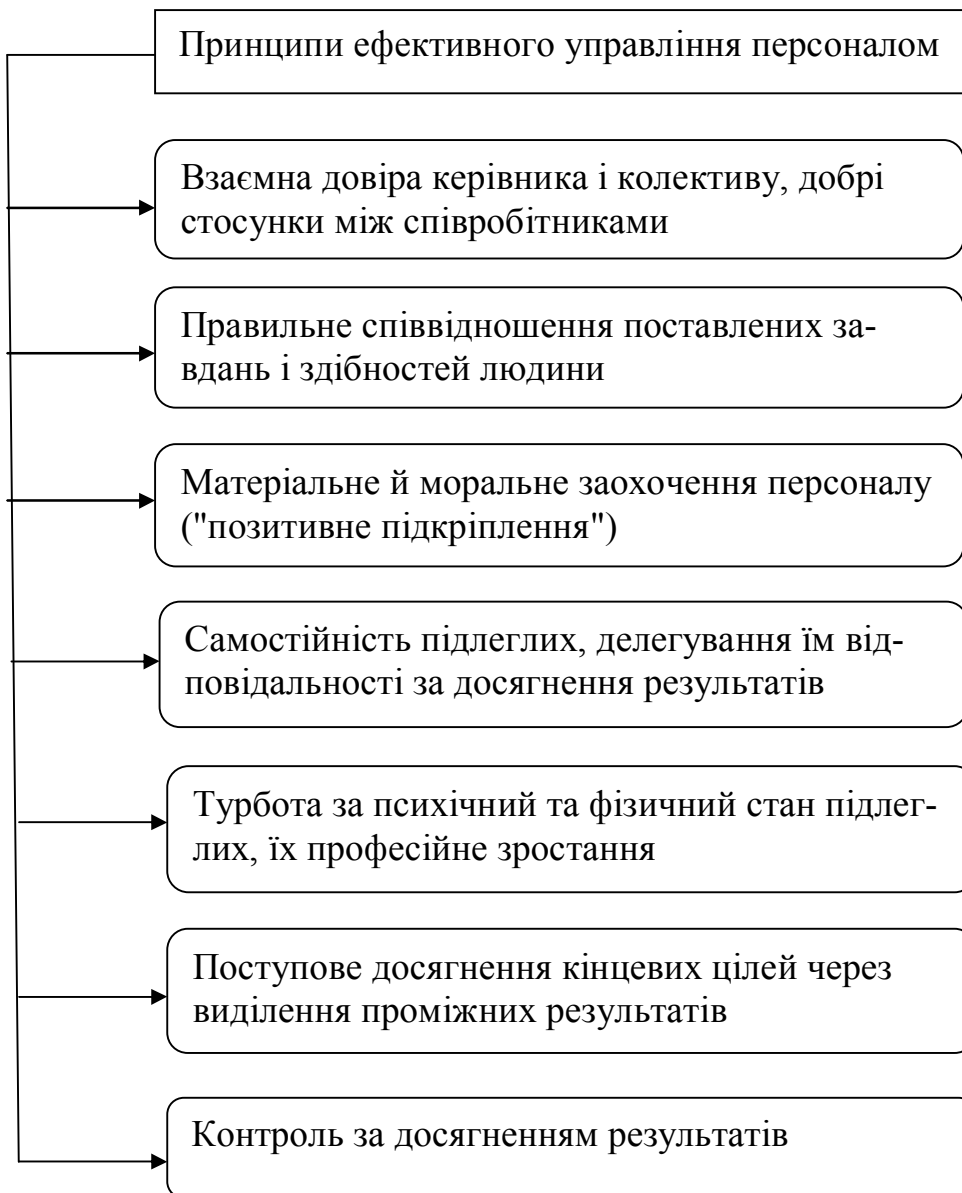 Принципи ефективного управління персоналом
Взаємна довіра керівника і колективу, добрі
стосунки між співробітниками
Правильне співвідношення поставлених за-
вдань і здібностей людини
Матеріальне й моральне заохочення персоналу
("позитивне підкріплення")
Самостійність підлеглих, делегування їм від-
повідальності за досягнення результатів
Турбота за психічний та фізичний стан підлег-
лих, їх професійне зростання
Поступове досягнення кінцевих цілей через
виділення проміжних результатів
Контроль за досягненням результатів